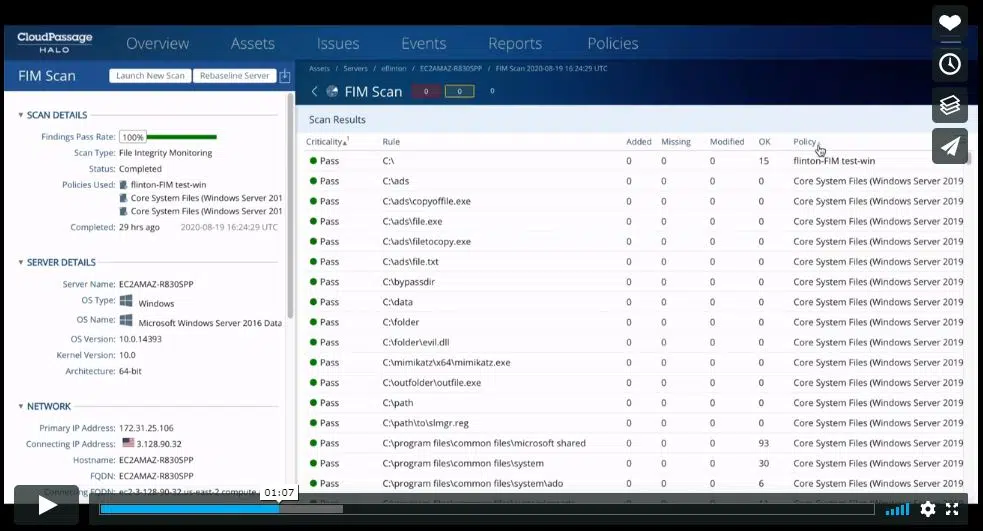 CloudPassage
HALO
Overview Assets Issues Events Reports Policies
FIM Scan
Launch New Scan
Rebaseline Server
Assets / Servers / eflinton / EC2AMAZ-R830SPP / FIM Scan 2020-08-19 16:24:29 UTC
FIM Scan 0 0 0
SCAN DETAILS
Findings Pass Rate: 100%
Scan Type: File Integrity Monitoring
Status: Completed
Policies Used: flinton-FIM test-win
Core System Files (Windows Server 201
Core System Files (Windows Server 201
Completed: 29 hrs ago 2020-08-19 16:24:29 UTC
SERVER DETAILS
Server Name: EC2AMAZ-R830SPP
OS Type: Windows
OS Name: Microsoft Windows Server 2016 Data
OS Version: 10.0.14393
Kernel Version: 10.0
Architecture: 64-bit
NETWORK
Primary IP Address: 172.31.25.106
Connecting IP Address: 3.128.90.32
Hostname: EC2AMAZ-R830SPP
FQDN: EC2AMAZ-R830SPP
Connecting FQDN: ec2-3-128-90-32.us-east-2.compute
Scan Results
Criticality 1 Rule Added Missing Modified OK Policy
Pass C:\ 0 0 0 15 flinton-FIM test-win
Pass C:\ads 0 0 0 0 Core System Files (Windows Server 2019
Pass C:\ads\copyoffile.exe 0 0 0 0 Core System Files (Windows Server 2019
Pass C:\ads\file.exe 0 0 0 0 Core System Files (Windows Server 2019
Pass C:\ads\filetocopy.exe 0 0 0 0 Core System Files (Windows Server 2019
Pass C:\ads\file.txt 0 0 0 0 Core System Files (Windows Server 2019
Pass C:\bypassdir 0 0 0 0 Core System Files (Windows Server 2019
Pass C:\data 0 0 0 0 Core System Files (Windows Server 2019
Pass C:\folder 0 0 0 0 Core System Files (Windows Server 2019
Pass C:\folder\evil.dll 0 0 0 0 Core System Files (Windows Server 2019
Pass C:\mimikatz\x64\mimikatz.exe 0 0 0 0 Core System Files (Windows Server 2019
Pass C:\outfolder\outfile.exe 0 0 0 0 Core System Files (Windows Server 2019
Pass C:\path 0 0 0 0 Core System Files (Windows Server 2019
Pass C:\path\to\slmgr.reg 0 0 0 0 Core System Files (Windows Server 2019
Pass C:\program files\common files\microsoft shared 0 0 0 93 Core System Files (Windows Server 2019
Pass C:\program files\common files\system 0 0 0 30 Core System Files (Windows Server 2019
Pass C:\program files\common files\system\ado 0 0 0 6 Core System Files (Windows Server 2019
01:07